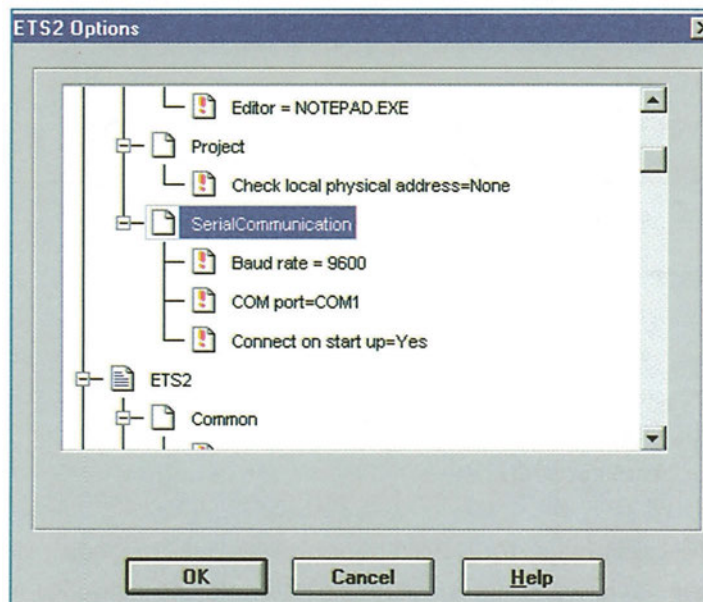 ETS2 Options
Editor = NOTEPAD.EXE
Project
Check local physical address=None
SerialCommunication
Baud rate = 9600
COM port=COM1
Connect on start up=Yes
ETS2
Common
OK Cancel Help